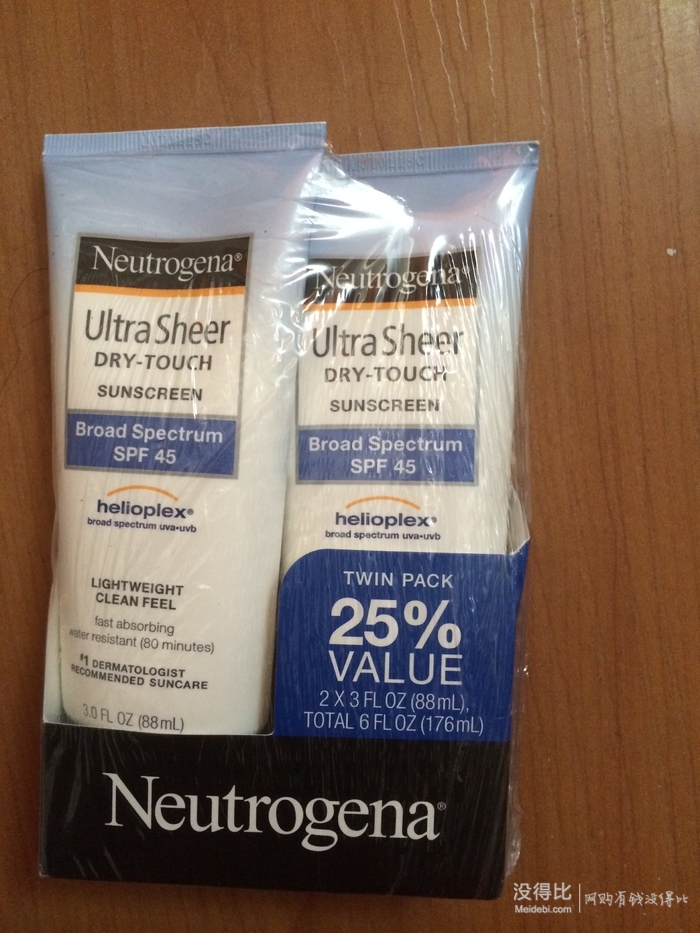 Neutrogena®
Ultra Sheer
DRY-TOUCH
SUNSCREEN
Broad Spectrum
SPF 45
helioplex®
broad spectrum uva•uvb
LIGHTWEIGHT
CLEAN FEEL
fast absorbing
water resistant (80 minutes)
#1 DERMATOLOGIST
RECOMMENDED SUNCARE
3.0 FL OZ (88mL)
Neutrogena®
Ultra Sheer
DRY-TOUCH
SUNSCREEN
Broad Spectrum
SPF 45
helioplex®
broad spectrum uva•uvb
TWIN PACK
25%
VALUE
2 X 3 FL OZ (88mL),
TOTAL 6 FL OZ (176mL)
Neutrogena®
没得比
Meidebi.com
网购有钱没得比